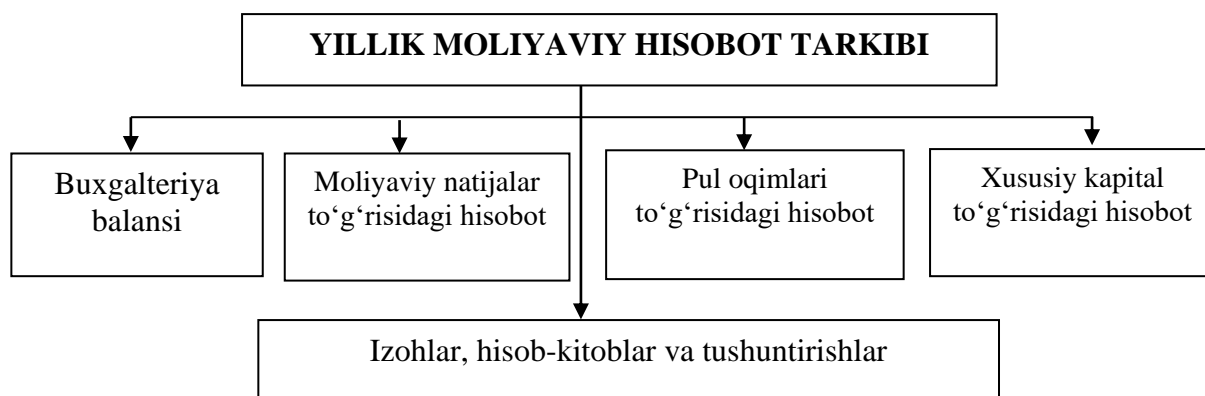 YILLIK MOLIYAVIY HISOBOT TARKIBI
Buxgalteriya
balansi
Moliyaviy natijalar
to‘g‘risidagi hisobot
Pul oqimlari
to‘g‘risidagi hisobot
Xususiy kapital
to‘g‘risidagi hisobot
Izohlar, hisob-kitoblar va tushuntirishlar